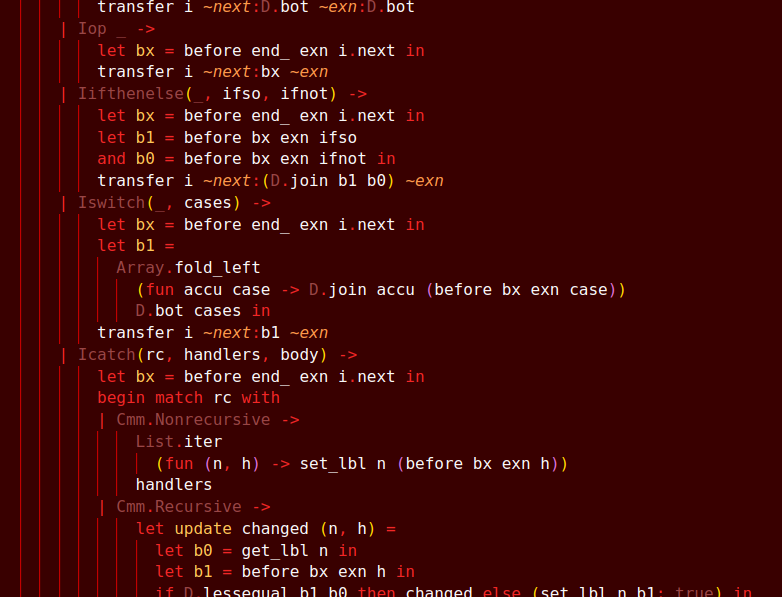 transfer i ~next:D.bot ~exn:D.bot
| Iop _ ->
let bx = before end_ exn i.next in
transfer i ~next:bx ~exn
| Iifthenelse(_, ifso, ifnot) ->
let bx = before end_ exn i.next in
let b1 = before bx exn ifso
and b0 = before bx exn ifnot in
transfer i ~next:(D.join b1 b0) ~exn
| Iswitch(_, cases) ->
let bx = before end_ exn i.next in
let b1 =
Array.fold_left
(fun accu case -> D.join accu (before bx exn case))
D.bot cases in
transfer i ~next:b1 ~exn
| Icatch(rc, handlers, body) ->
let bx = before end_ exn i.next in
begin match rc with
| Cmm.Nonrecursive ->
List.iter
(fun (n, h) -> set_lbl n (before bx exn h))
handlers
| Cmm.Recursive ->
let update changed (n, h) =
let b0 = get_lbl n in
let b1 = before bx exn h in
if D.lessequal b1 b0 then changed else (set_lbl n b1; true) in